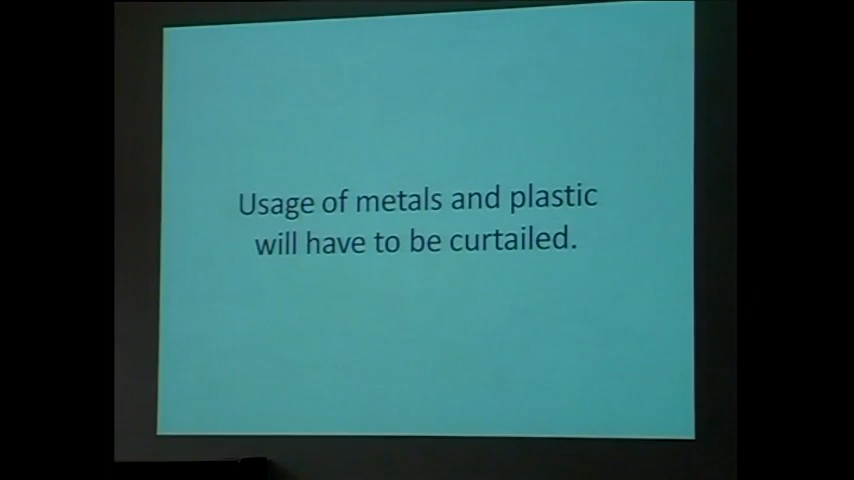 Usage of metals and plastic
will have to be curtailed.